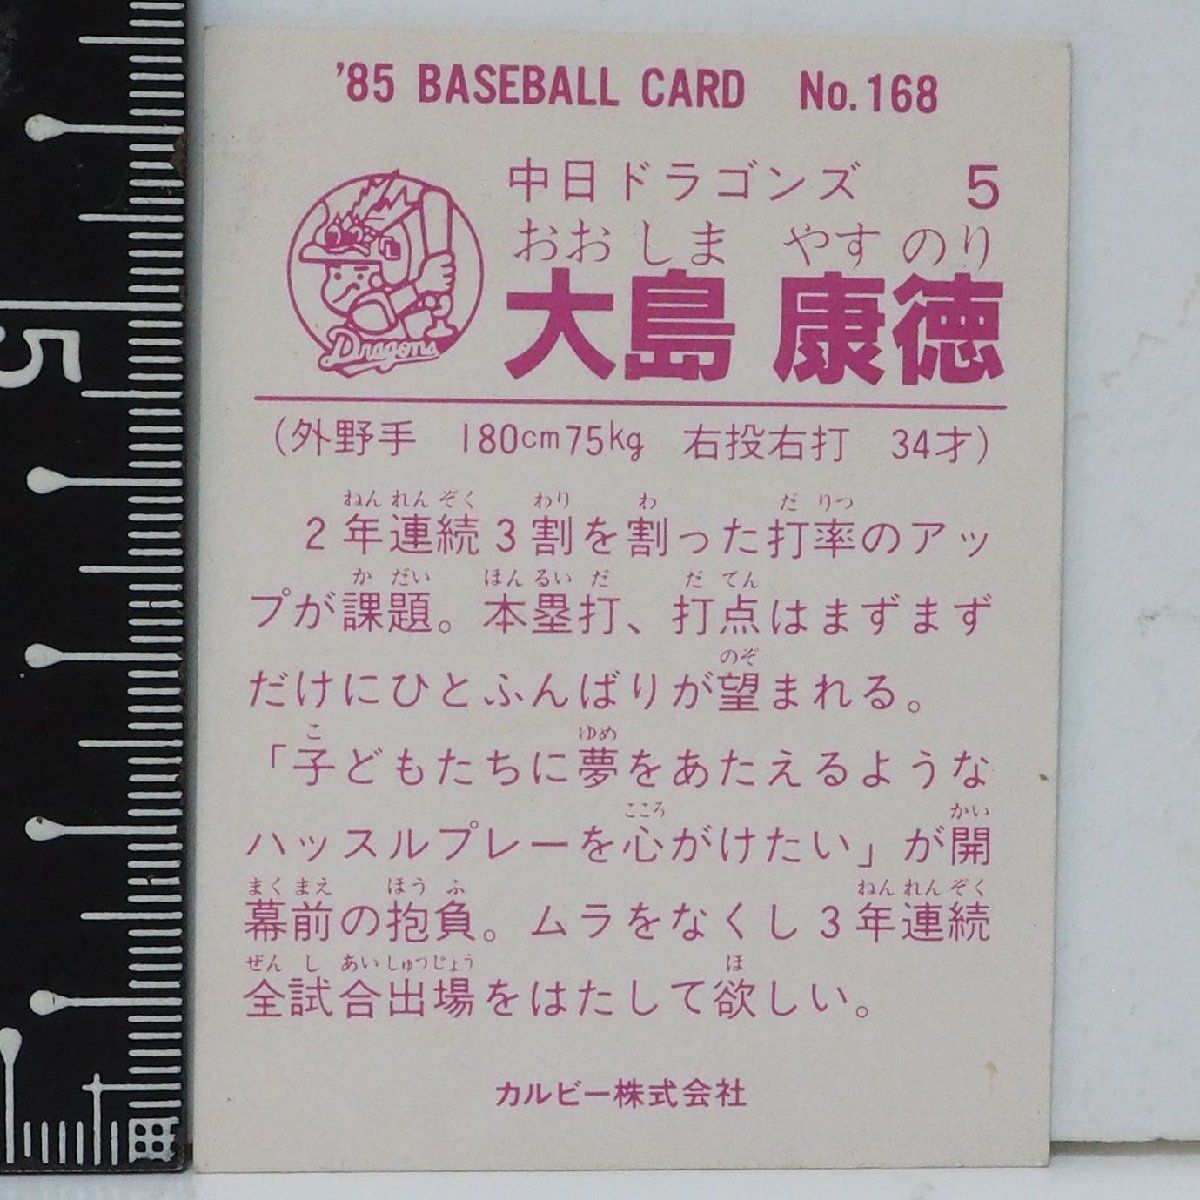 '85 BASEBALL CARD No.168
中日ドラゴンズ 5
おおしま やすのり
大島 康徳
Dragons
(外野手 180cm75kg 右投右打 34才)
ねんれんぞく わり わ だ りつ
2年連続3割を割った打率のアッ
か だい ほんるい だ だ てん
プが課題。本塁打、打点はまずまず
のぞ
だけにひとふんばりが望まれる。
こ ゆめ
「子どもたちに夢をあたえるような
こころ かい
ハッスルプレーを心がけたい」が開
まくまえ ほう ふ ねんれんぞく
幕前の抱負。ムラをなくし3年連続
ぜん し あいしゅつじょう ほ
全試合出場をはたして欲しい。
カルビー株式会社
5